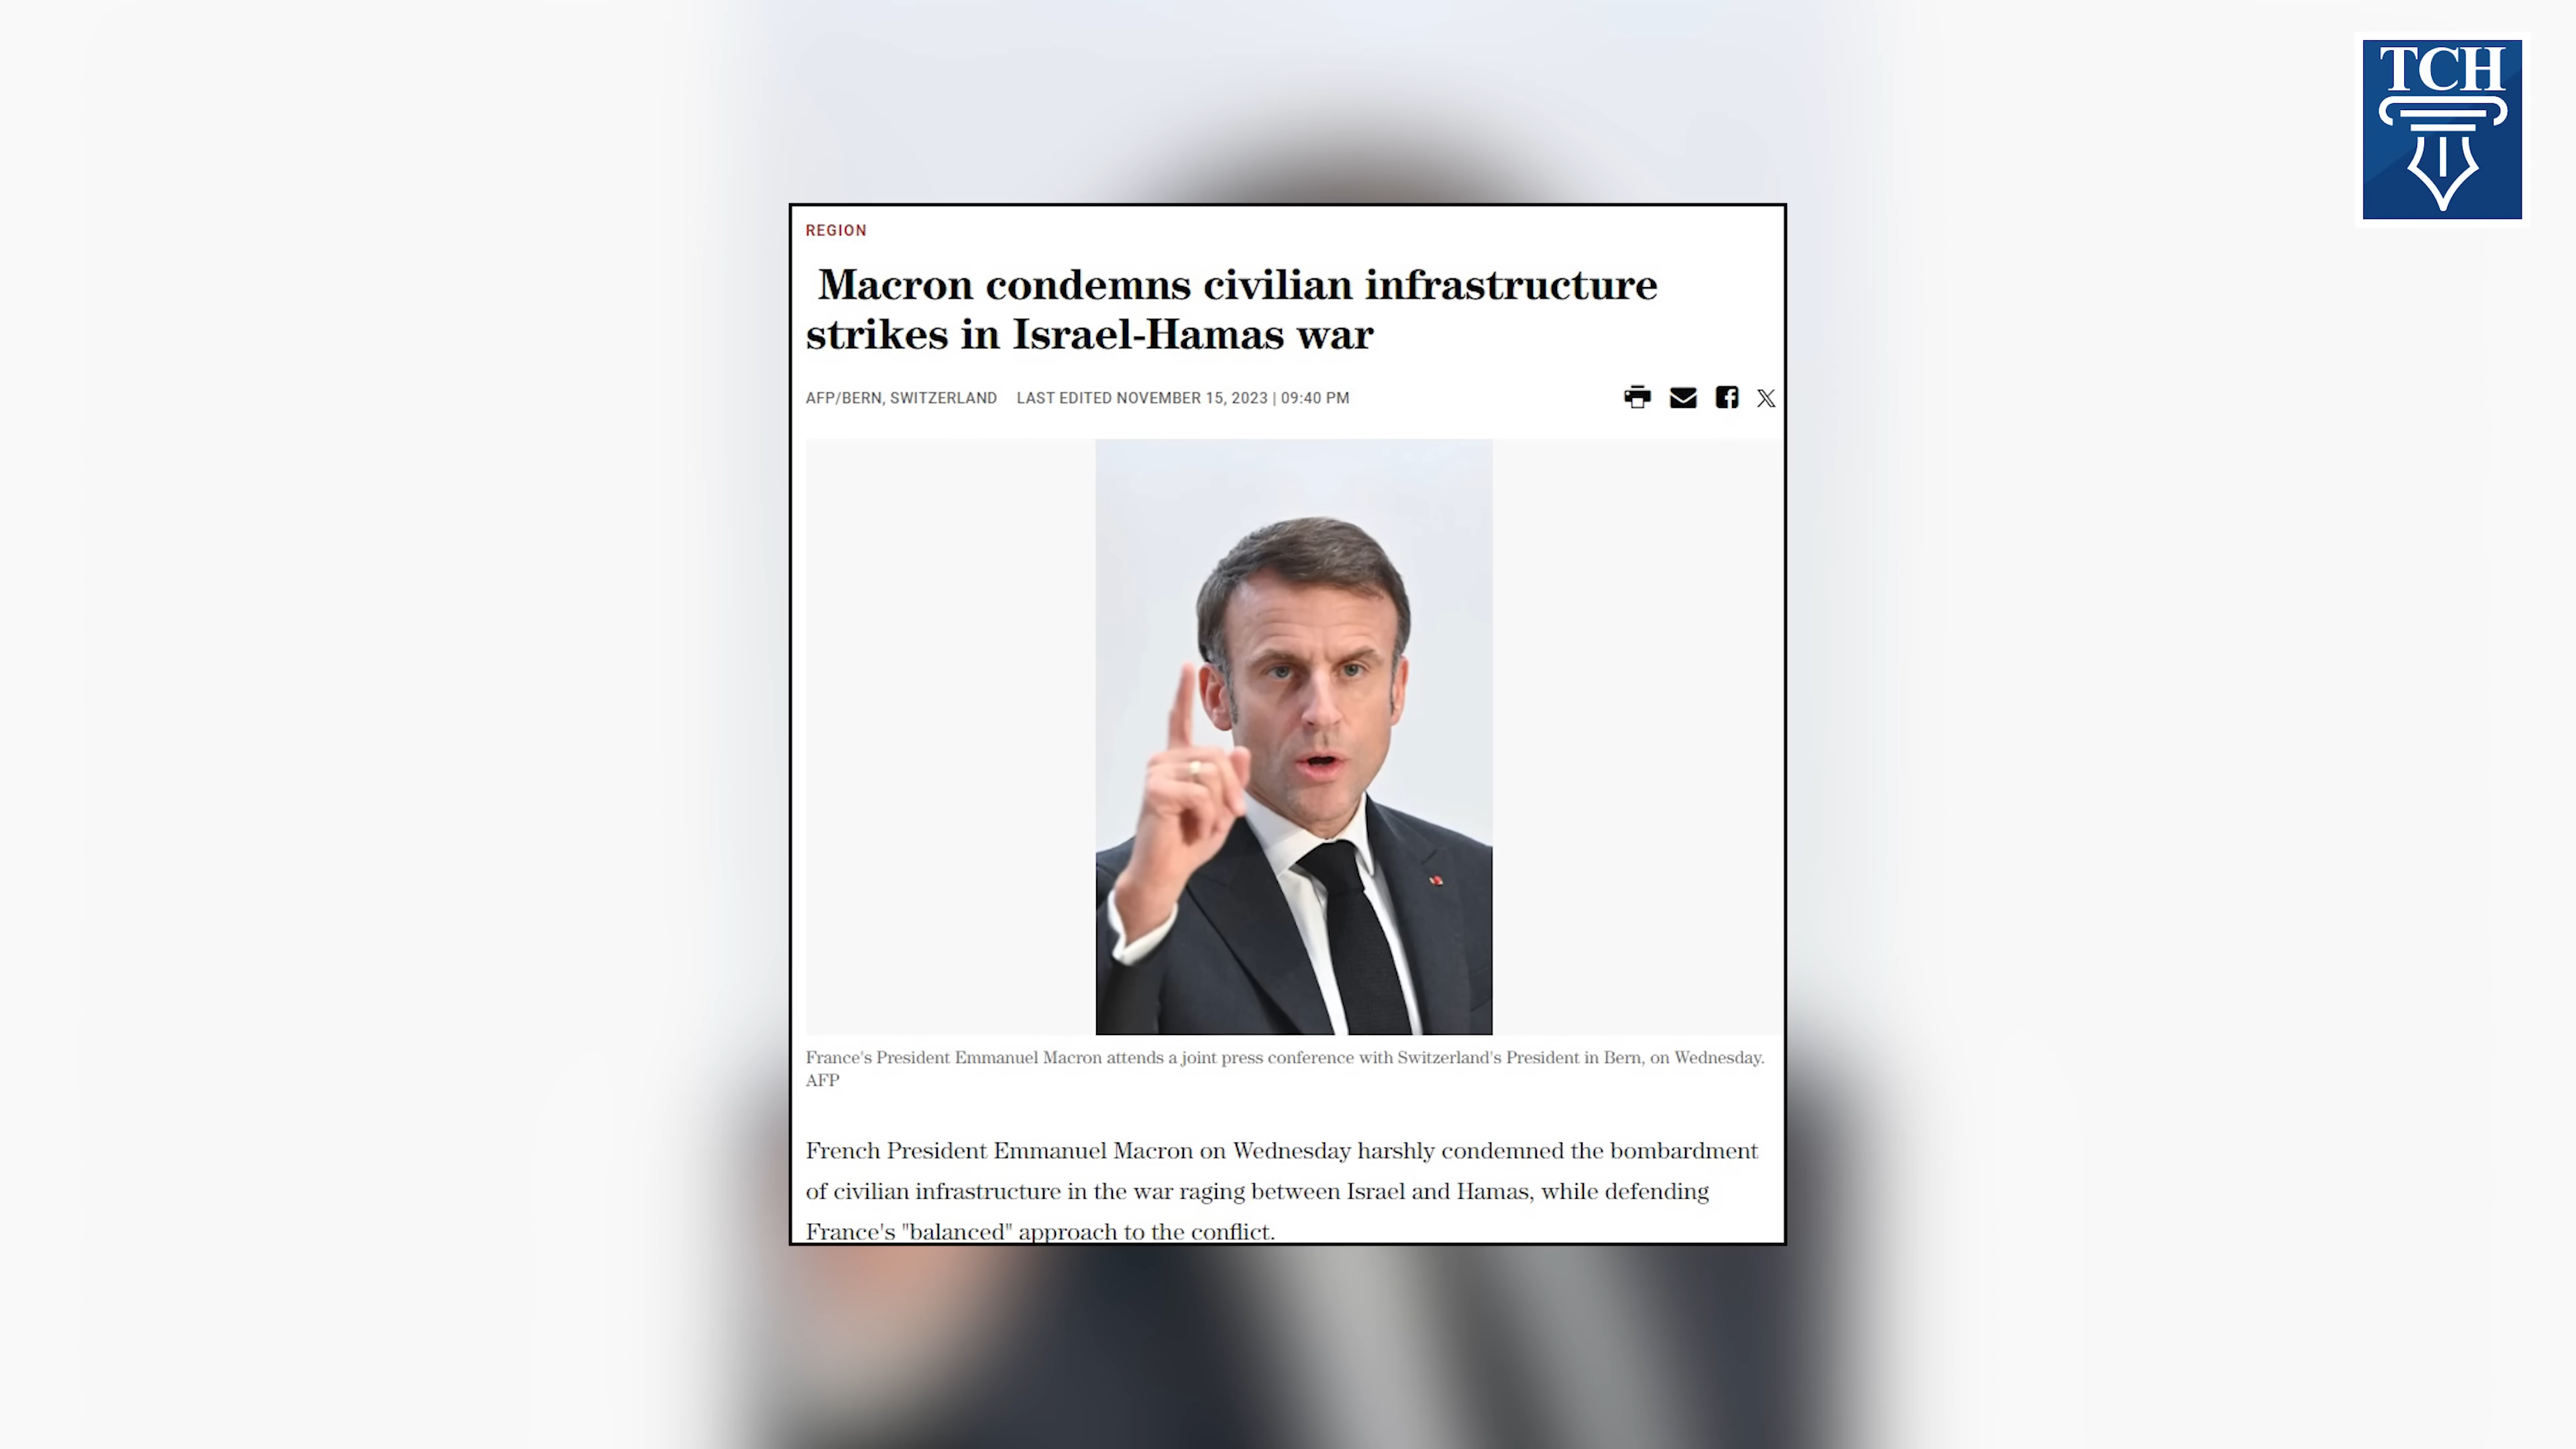 TCH
REGION
Macron condemns civilian infrastructure
strikes in Israel-Hamas war
AFP/BERN, SWITZERLAND LAST EDITED NOVEMBER 15, 2023 | 09:40 PM
France's President Emmanuel Macron attends a joint press conference with Switzerland's President in Bern, on Wednesday.
AFP
French President Emmanuel Macron on Wednesday harshly condemned the bombardment
of civilian infrastructure in the war raging between Israel and Hamas, while defending
France's "balanced" approach to the conflict.